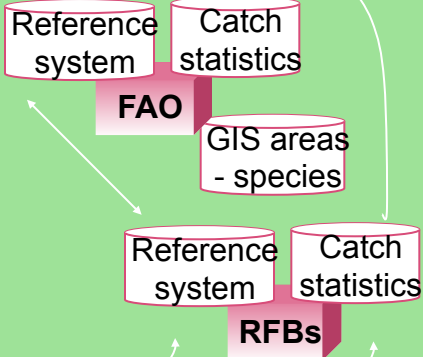 Reference
system
Catch
statistics
FAO
GIS areas
- species
Reference
system
Catch
statistics
RFBs